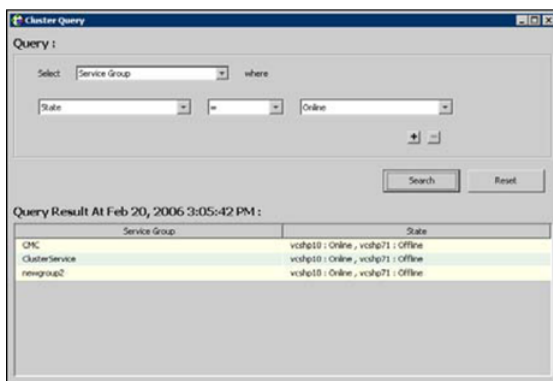 Cluster Query
Query :
Select Service Group where
State = Online
+ −
Search Reset
Query Result At Feb 20, 2006 3:05:42 PM :
Service Group State
CMC vcshp10 : Online , vcshp71 : Offline
ClusterService vcshp10 : Online , vcshp71 : Offline
newgroup2 vcshp10 : Online , vcshp71 : Offline